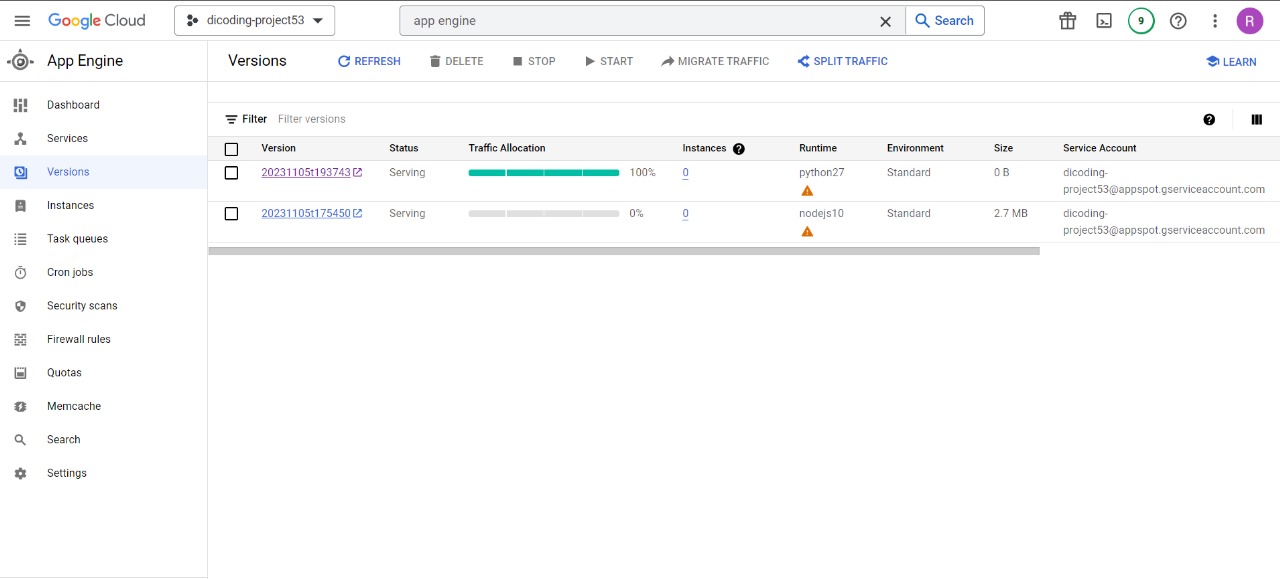 Google Cloud
dicoding-project53
app engine
Search
9
R
App Engine
Versions
REFRESH
DELETE
STOP
START
MIGRATE TRAFFIC
SPLIT TRAFFIC
LEARN
Dashboard
Services
Versions
Instances
Task queues
Cron jobs
Security scans
Firewall rules
Quotas
Memcache
Search
Settings
Filter Filter versions
Version Status Traffic Allocation Instances Runtime Environment Size Service Account
20231105t193743 Serving 100% 0 python27 Standard 0 B dicoding-
project53@appspot.gserviceaccount.com
20231105t175450 Serving 0% 0 nodejs10 Standard 2.7 MB dicoding-
project53@appspot.gserviceaccount.com